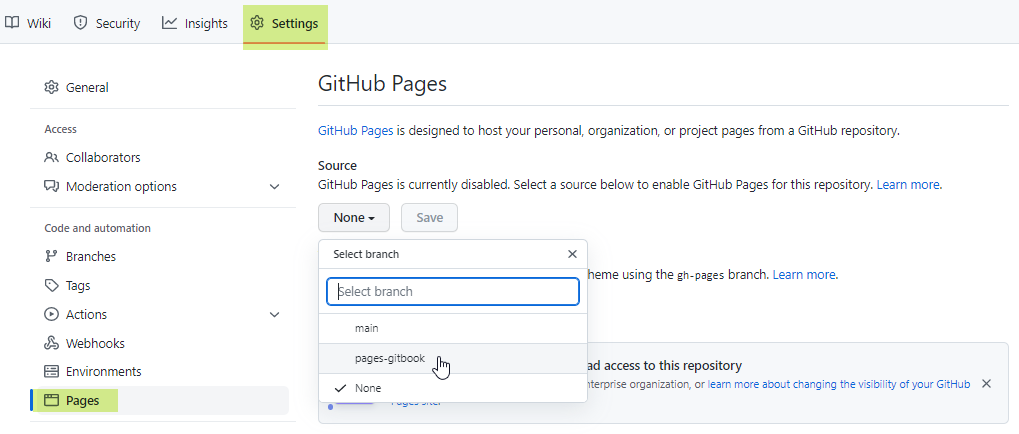 Wiki Security Insights Settings
General
Access
Collaborators
Moderation options
Code and automation
Branches
Tags
Actions
Webhooks
Environments
Pages
GitHub Pages
GitHub Pages is designed to host your personal, organization, or project pages from a GitHub repository.
Source
GitHub Pages is currently disabled. Select a source below to enable GitHub Pages for this repository. Learn more.
None Save
Select branch
heme using the gh-pages branch. Learn more.
Select branch
main
pages-gitbook
None
ad access to this repository
enterprise organization, or learn more about changing the visibility of your GitHub
Pages site.